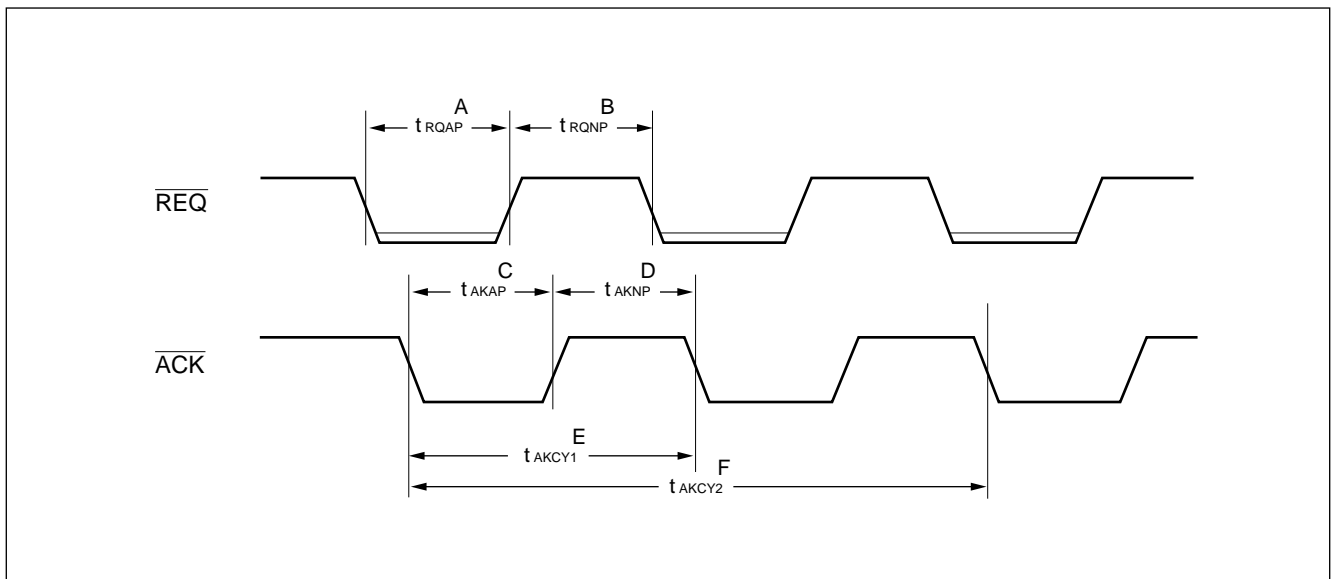 A
t RQAP
B
t RQNP
REQ
C
t AKAP
D
t AKNP
ACK
E
t AKCY1
F
t AKCY2